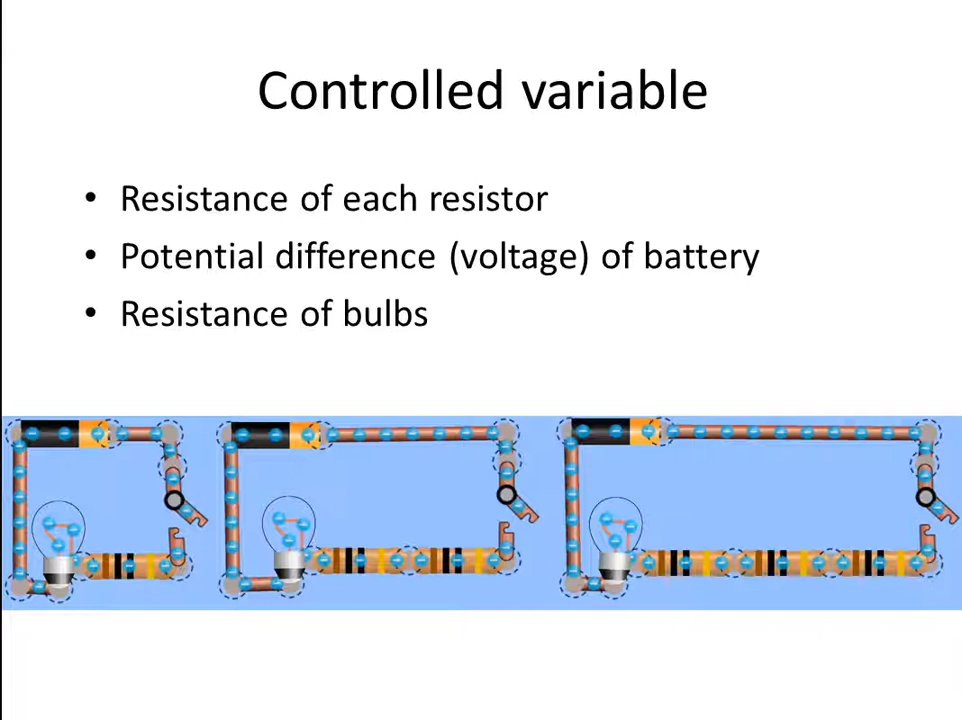 Controlled variable
• Resistance of each resistor
• Potential difference (voltage) of battery
• Resistance of bulbs